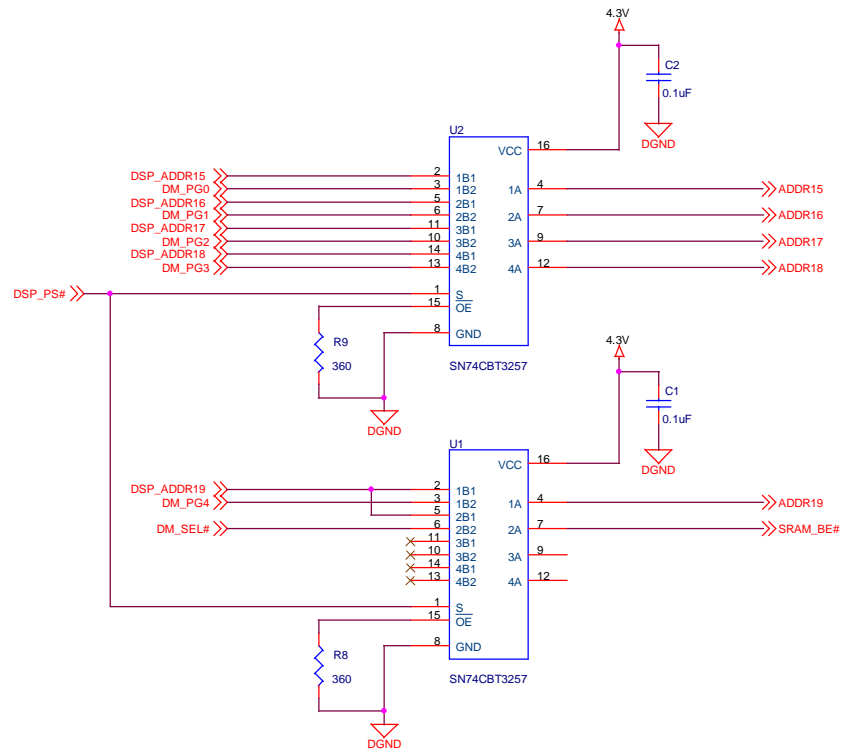 4.3V
C2
0.1uF
DGND
U2
VCC 16
DSP_ADDR15 2 1B1 1A 4 ADDR15
DM_PG0 3 1B2
DSP_ADDR16 5 2B1 2A 7 ADDR16
DM_PG1 6 2B2
DSP_ADDR17 11 3B1 3A 9 ADDR17
DM_PG2 10 3B2
DSP_ADDR18 14 4B1 4A 12 ADDR18
DM_PG3 13 4B2
DSP_PS# 1 S
15 OE
8 GND
R9
360
SN74CBT3257
DGND
4.3V
C1
0.1uF
DGND
U1
VCC 16
DSP_ADDR19 2 1B1 1A 4 ADDR19
DM_PG4 3 1B2
5 2B1 2A 7 SRAM_BE#
DM_SEL# 6 2B2
11 3B1 3A 9
10 3B2
14 4B1 4A 12
13 4B2
1 S
15 OE
8 GND
R8
360
SN74CBT3257
DGND